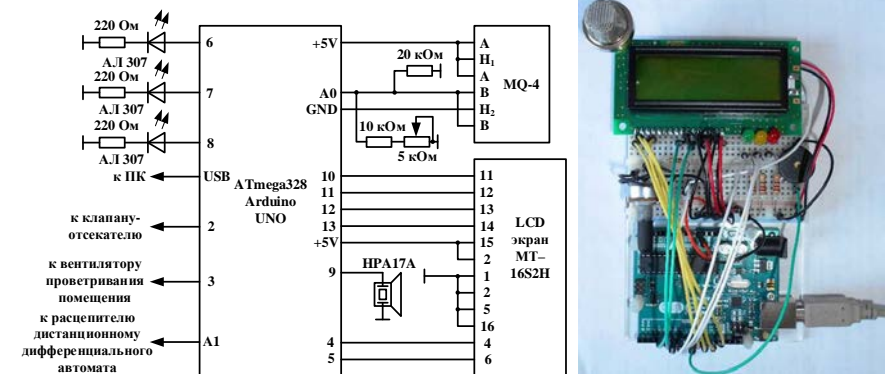 220 Ом
АЛ 307
6
220 Ом
АЛ 307
7
220 Ом
АЛ 307
8
к ПК
USB
к клапану-
отсекателю
2
к вентилятору
проветривания
помещения
3
к расцепителю
дистанционному
дифференциального
автомата
A1
ATmega328
Arduino
UNO
+5V
A0
GND
20 кОм
10 кОм
5 кОм
A
H₁
A
B
H₂
B
MQ-4
10
11
12
13
+5V
9
4
5
HPA17A
11
12
13
14
15
2
1
2
5
16
4
6
LCD
экран
МТ–
16S2H